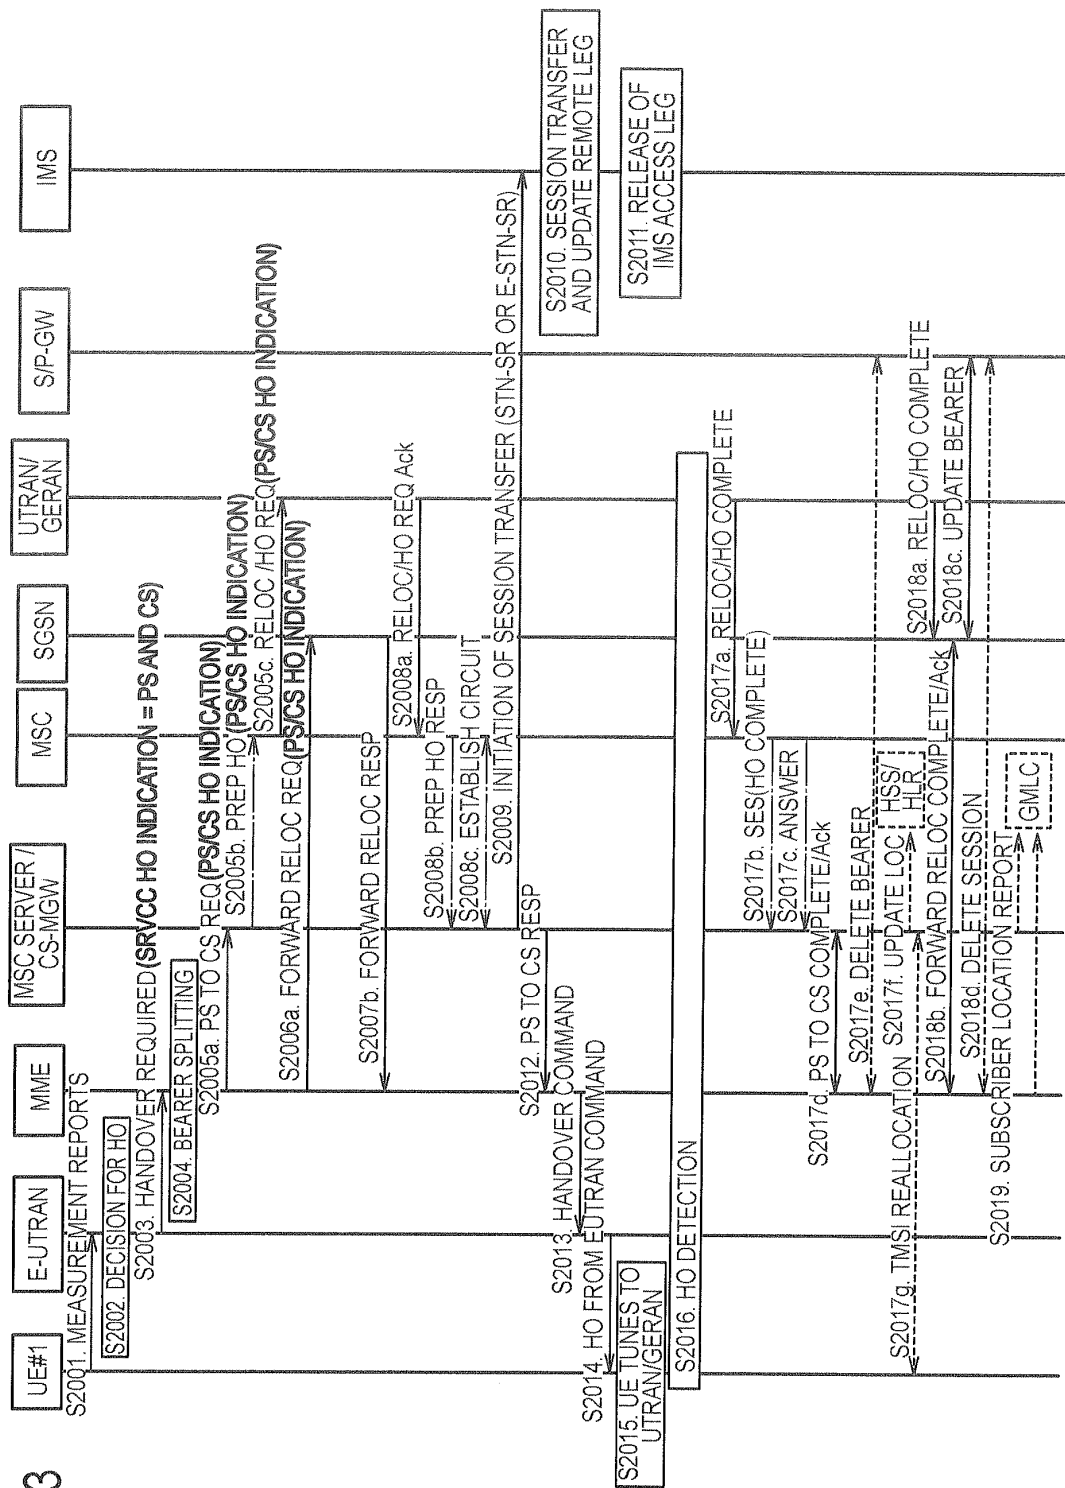 3
UE#1
E-UTRAN
MME
MSC SERVER /
CS-MGW
MSC
SGSN
UTRAN/
GERAN
S/P-GW
IMS
S2001. MEASUREMENT REPORTS
S2002. DECISION FOR HO
S2003. HANDOVER REQUIRED(SRVCC HO INDICATION = PS AND CS)
S2004. BEARER SPLITTING
S2005a. PS TO CS REQ(PS/CS HO INDICATION)
S2005b. PREP HO(PS/CS HO INDICATION)
S2005c. RELOC /HO REQ(PS/CS HO INDICATION)
S2006a. FORWARD RELOC REQ(PS/CS HO INDICATION)
S2007b. FORWARD RELOC RESP
S2008a. RELOC/HO REQ Ack
S2008b. PREP HO RESP
S2008c. ESTABLISH CIRCUIT
S2009. INITIATION OF SESSION TRANSFER (STN-SR OR E-STN-SR)
S2010. SESSION TRANSFER
AND UPDATE REMOTE LEG
S2011. RELEASE OF
IMS ACCESS LEG
S2012. PS TO CS RESP
S2013. HANDOVER COMMAND
S2014. HO FROM EUTRAN COMMAND
S2015. UE TUNES TO
UTRAN/GERAN
S2016. HO DETECTION
S2017a. RELOC/HO COMPLETE
S2017b. SES(HO COMPLETE)
S2017c. ANSWER
S2017d. PS TO CS COMPLETE/Ack
S2017e. DELETE BEARER
S2017f. UPDATE LOC
HSS/
HLR
S2017g. TMSI REALLOCATION
S2018a. RELOC/HO COMPLETE
S2018b. FORWARD RELOC COMPLETE/Ack
S2018c. UPDATE BEARER
S2018d. DELETE SESSION
S2019. SUBSCRIBER LOCATION REPORT
GMLC